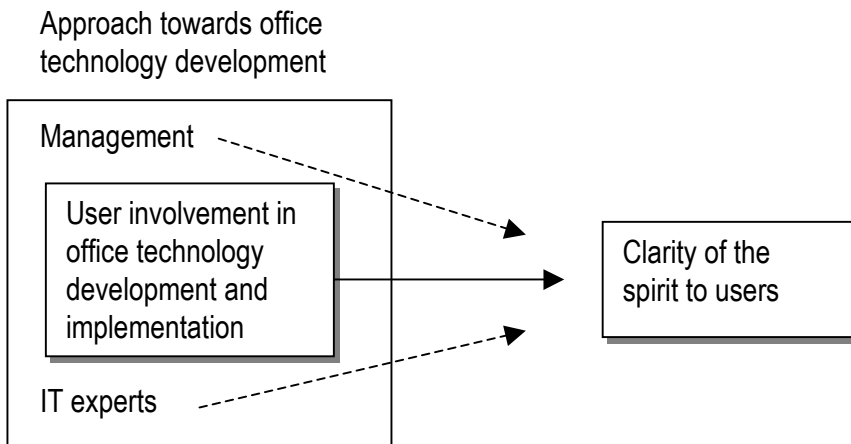 Approach towards office
technology development
Management
User involvement in
office technology
development and
implementation
IT experts
Clarity of the
spirit to users